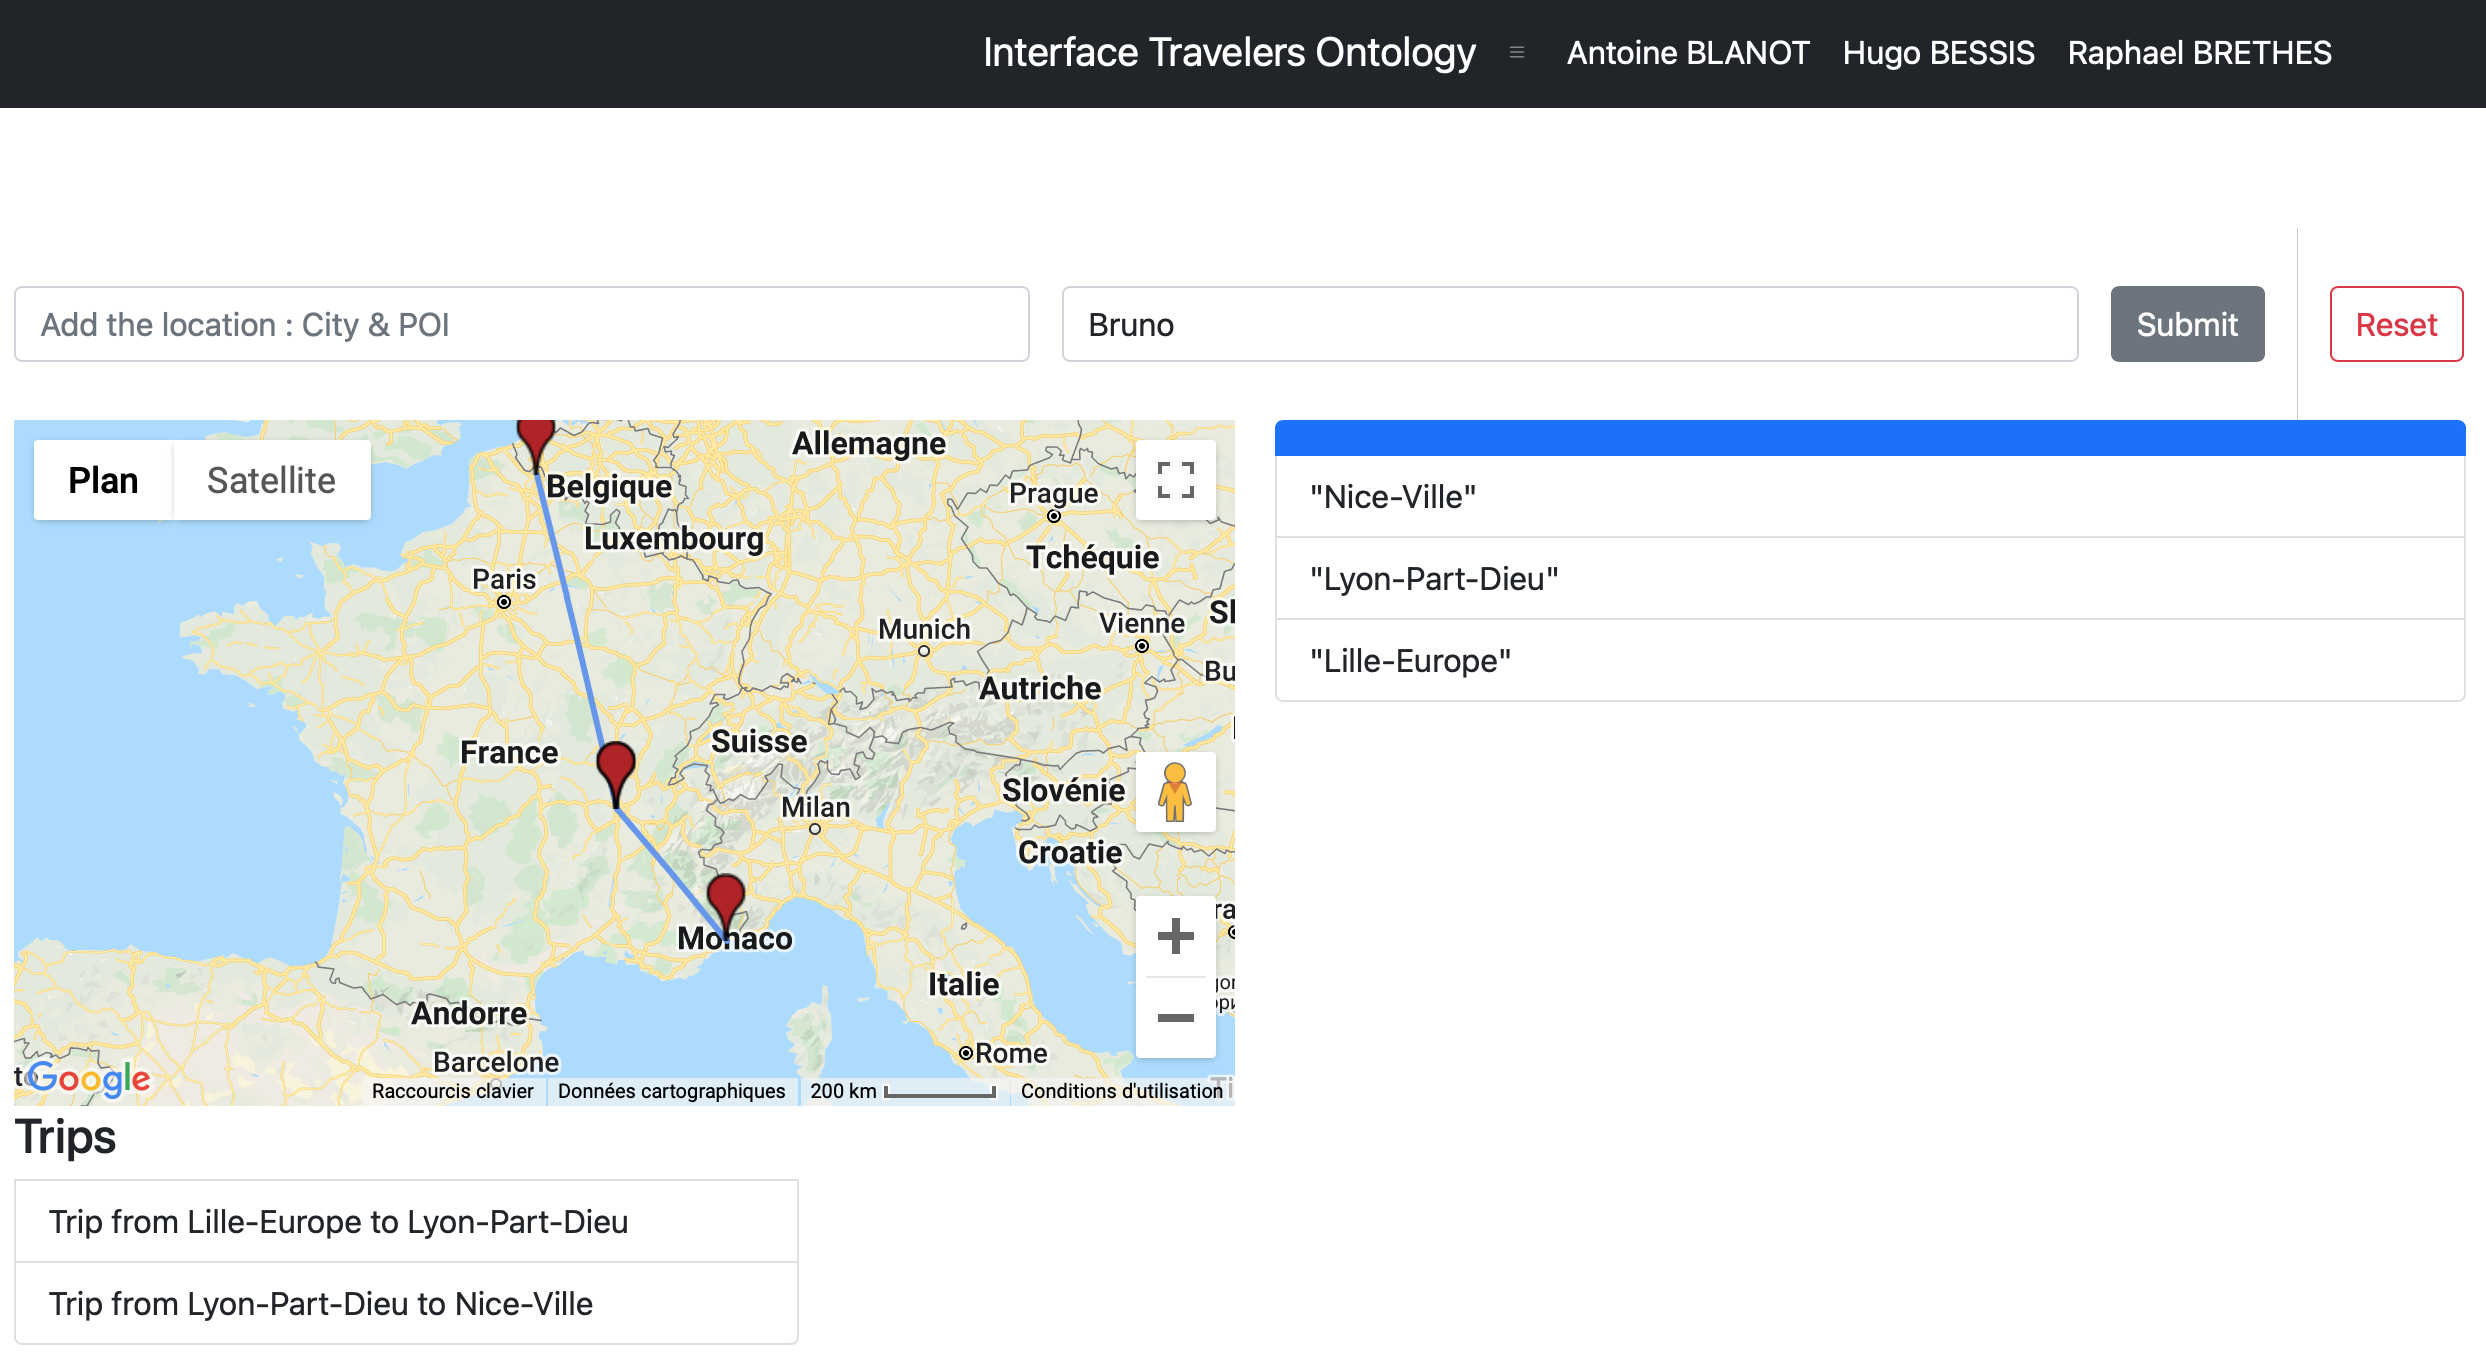 Interface Travelers Ontology Antoine BLANOT Hugo BESSIS Raphael BRETHES
Add the location : City & POI
Bruno
Submit
Reset
Plan Satellite
Allemagne
Belgique
Prague
Luxembourg
Tchéquie
Paris
Munich
Vienne
Autriche
France
Suisse
Milan
Slovénie
Croatie
Monaco
Italie
Andorre
Barcelone
Rome
Google
Raccourcis clavier Données cartographiques 200 km Conditions d'utilisation
"Nice-Ville"
"Lyon-Part-Dieu"
"Lille-Europe"
Trips
Trip from Lille-Europe to Lyon-Part-Dieu
Trip from Lyon-Part-Dieu to Nice-Ville